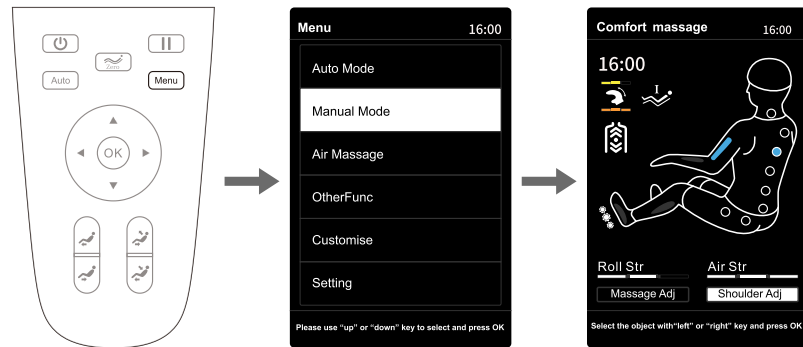 Zero
Auto
Menu
OK
Menu 16:00
Auto Mode
Manual Mode
Air Massage
OtherFunc
Customise
Setting
Please use “up” or “down” key to select and press OK
Comfort massage 16:00
16:00
I
Roll Str Air Str
Massage Adj Shoulder Adj
Select the object with“left” or “right” key and press OK